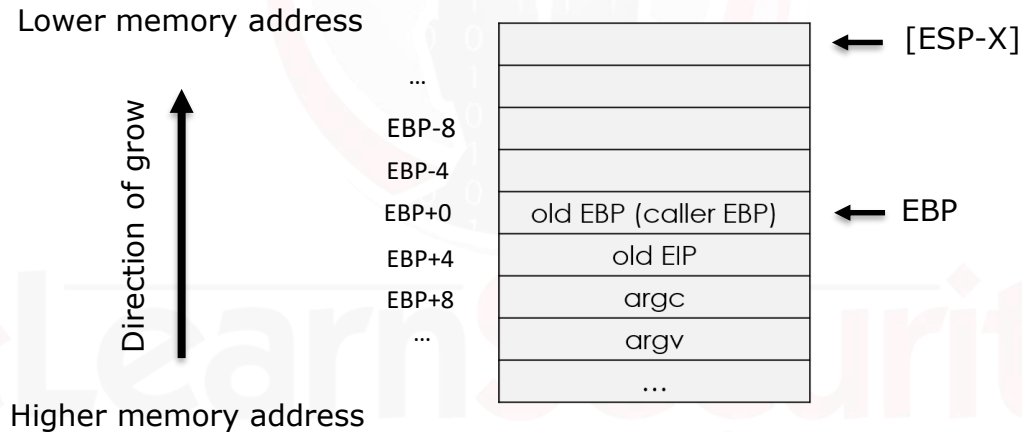 Lower memory address
[ESP-X]
...
EBP-8
EBP-4
EBP+0 old EBP (caller EBP) EBP
EBP+4 old EIP
EBP+8 argc
... argv
...
Direction of grow
Higher memory address